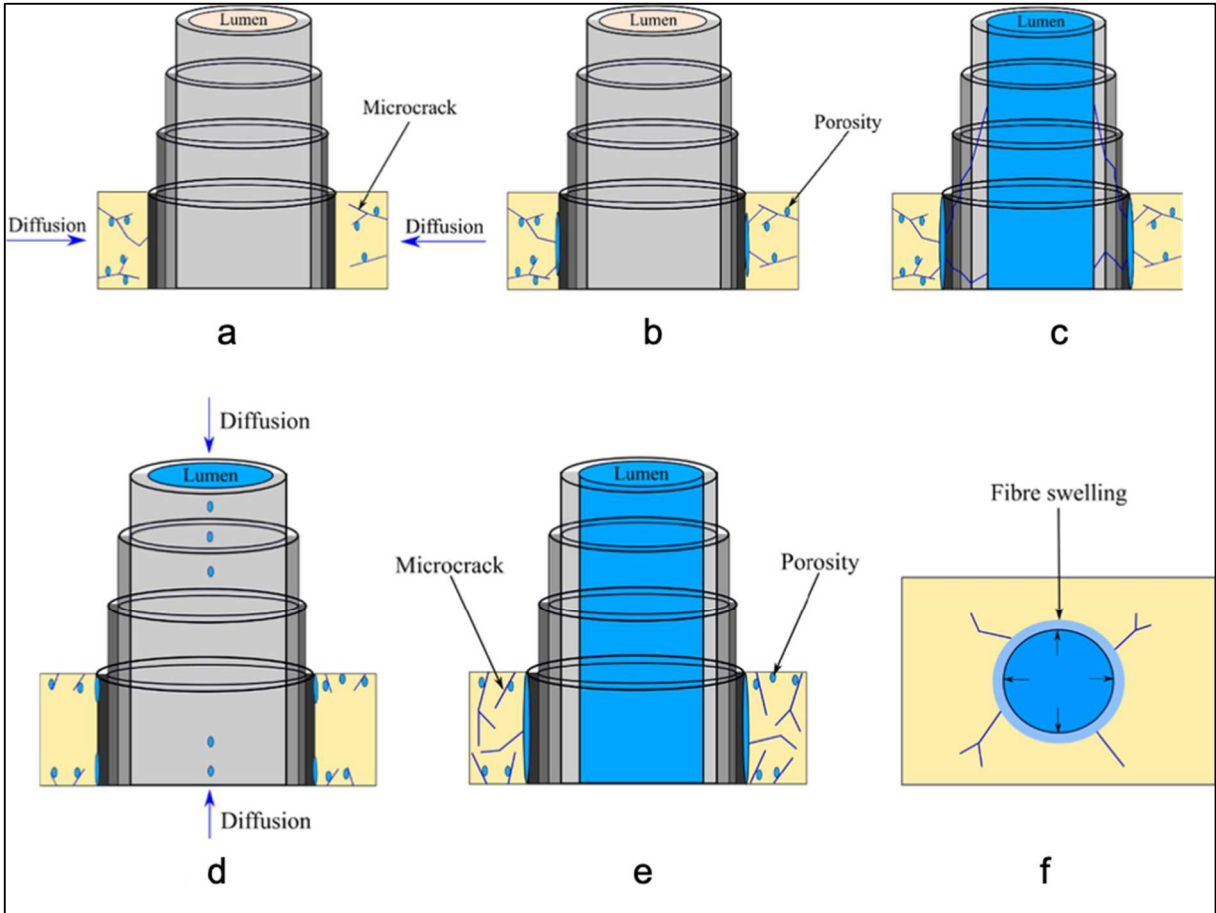 Lumen
Lumen
Lumen
Microcrack
Porosity
Diffusion
Diffusion
a
b
c
Diffusion
Lumen
Lumen
Fibre swelling
Microcrack
Porosity
Diffusion
d
e
f